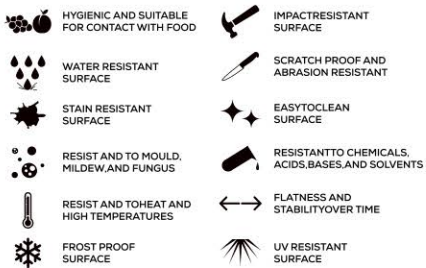 HYGIENIC AND SUITABLE
FOR CONTACT WITH FOOD
IMPACTRESISTANT
SURFACE
WATER RESISTANT
SURFACE
SCRATCH PROOF AND
ABRASION RESISTANT
STAIN RESISTANT
SURFACE
EASYTOCLEAN
SURFACE
RESIST AND TO MOULD,
MILDEW,AND FUNGUS
RESISTANTTO CHEMICALS,
ACIDS,BASES,AND SOLVENTS
RESIST AND TOHEAT AND
HIGH TEMPERATURES
FLATNESS AND
STABILITYOVER TIME
FROST PROOF
SURFACE
UV RESISTANT
SURFACE